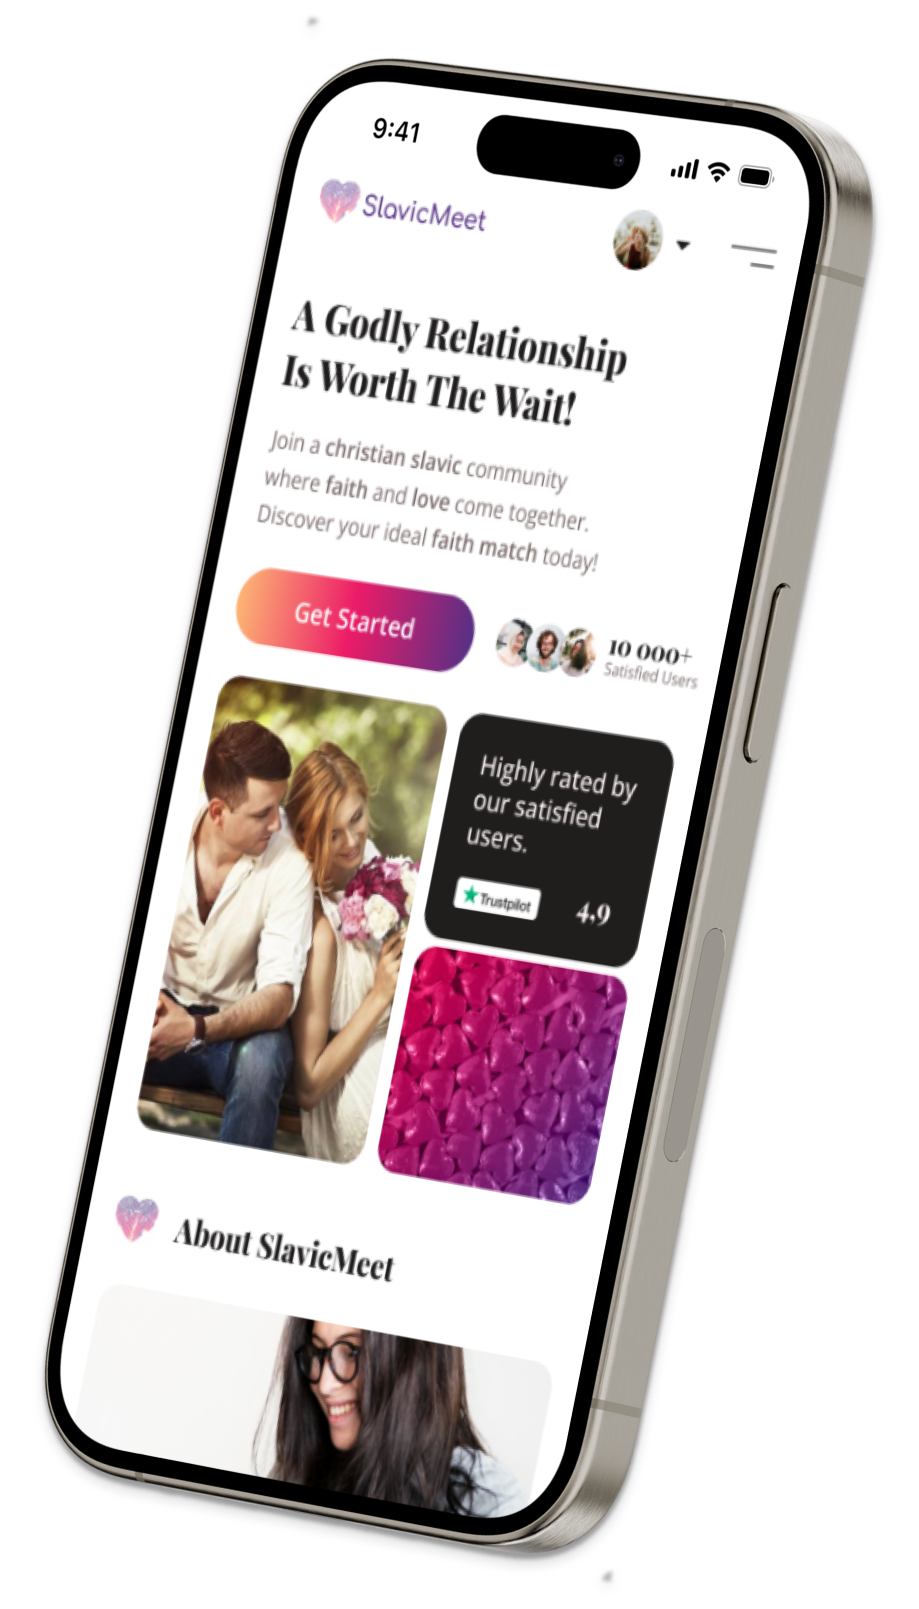 9:41
SlavicMeet
A Godly Relationship
Is Worth The Wait!
Join a christian slavic community
where faith and love come together.
Discover your ideal faith match today!
Get Started
10 000+
Satisfied Users
Highly rated by
our satisfied
users.
Trustpilot
4,9
About SlavicMeet